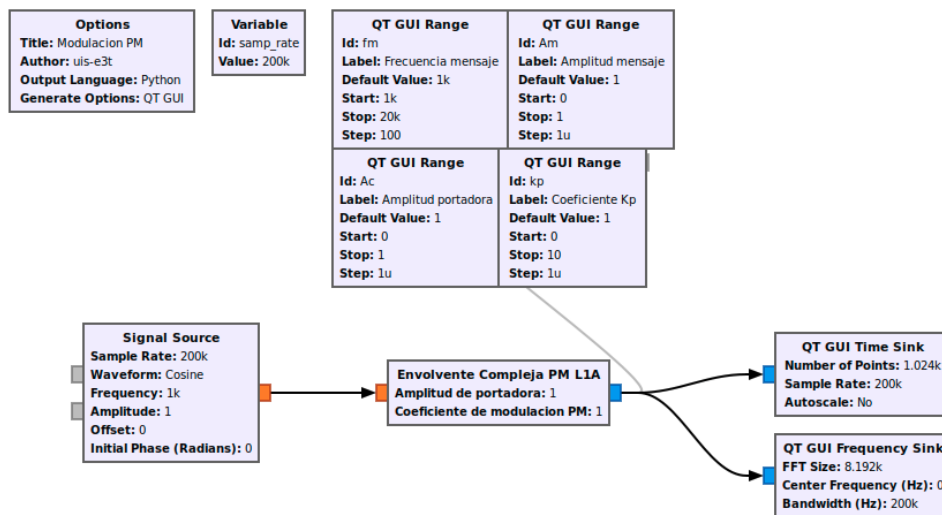 Options
Title: Modulacion PM
Author: uis-e3t
Output Language: Python
Generate Options: QT GUI
Variable
Id: samp_rate
Value: 200k
QT GUI Range
Id: fm
Label: Frecuencia mensaje
Default Value: 1k
Start: 1k
Stop: 20k
Step: 100
QT GUI Range
Id: Am
Label: Amplitud mensaje
Default Value: 1
Start: 0
Stop: 1
Step: 1u
QT GUI Range
Id: Ac
Label: Amplitud portadora
Default Value: 1
Start: 0
Stop: 1
Step: 1u
QT GUI Range
Id: kp
Label: Coeficiente Kp
Default Value: 1
Start: 0
Stop: 10
Step: 1u
Signal Source
Sample Rate: 200k
Waveform: Cosine
Frequency: 1k
Amplitude: 1
Offset: 0
Initial Phase (Radians): 0
Envolvente Compleja PM L1A
Amplitud de portadora: 1
Coeficiente de modulacion PM: 1
QT GUI Time Sink
Number of Points: 1.024k
Sample Rate: 200k
Autoscale: No
QT GUI Frequency Sink
FFT Size: 8.192k
Center Frequency (Hz): 0
Bandwidth (Hz): 200k